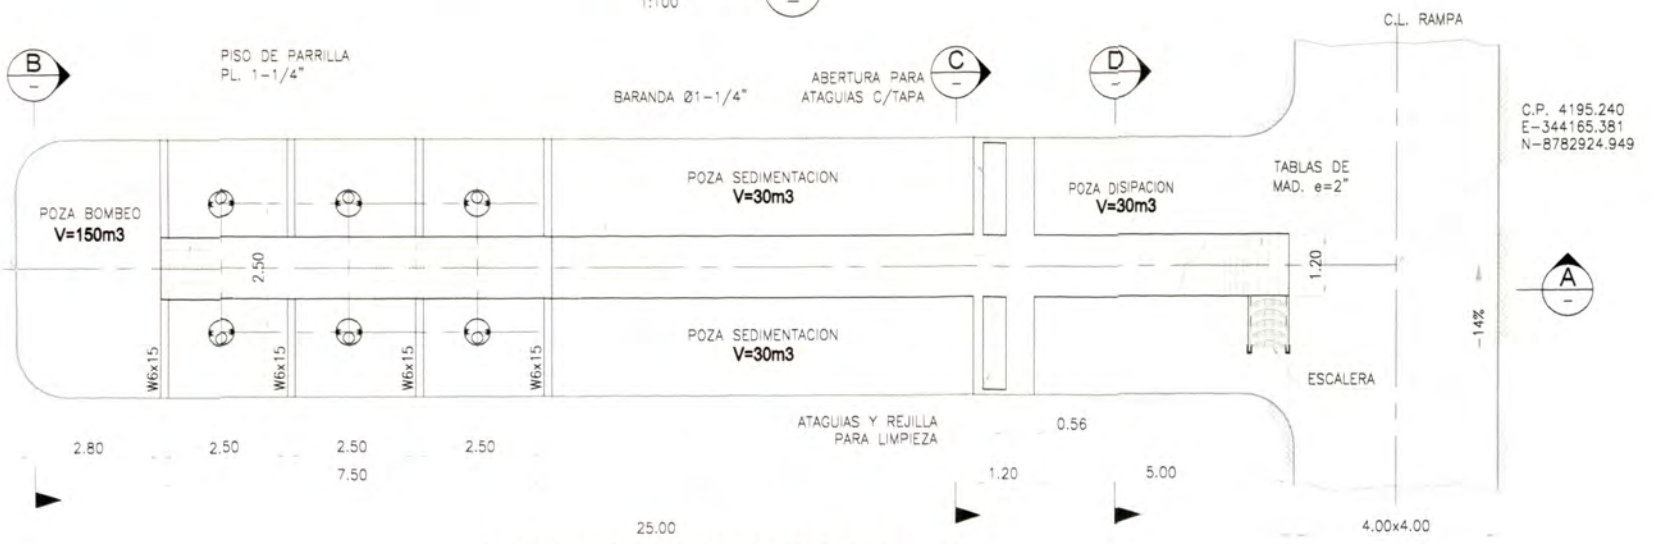 1:100
C.L. RAMPA
B
-
PISO DE PARRILLA
PL. 1-1/4"
BARANDA Ø1-1/4"
ABERTURA PARA
ATAGUIAS C/TAPA
C
-
D
-
C.P. 4195.240
E-344165.381
N-8782924.949
POZA BOMBEO
V=150m3
POZA SEDIMENTACION
V=30m3
POZA DISIPACION
V=30m3
TABLAS DE
MAD. e=2"
2.50
1.20
A
-
-14%
POZA SEDIMENTACION
V=30m3
W6x15
W6x15
W6x15
W6x15
ESCALERA
ATAGUIAS Y REJILLA
PARA LIMPIEZA
0.56
2.80
2.50
2.50
2.50
7.50
1.20
5.00
25.00
4.00x4.00